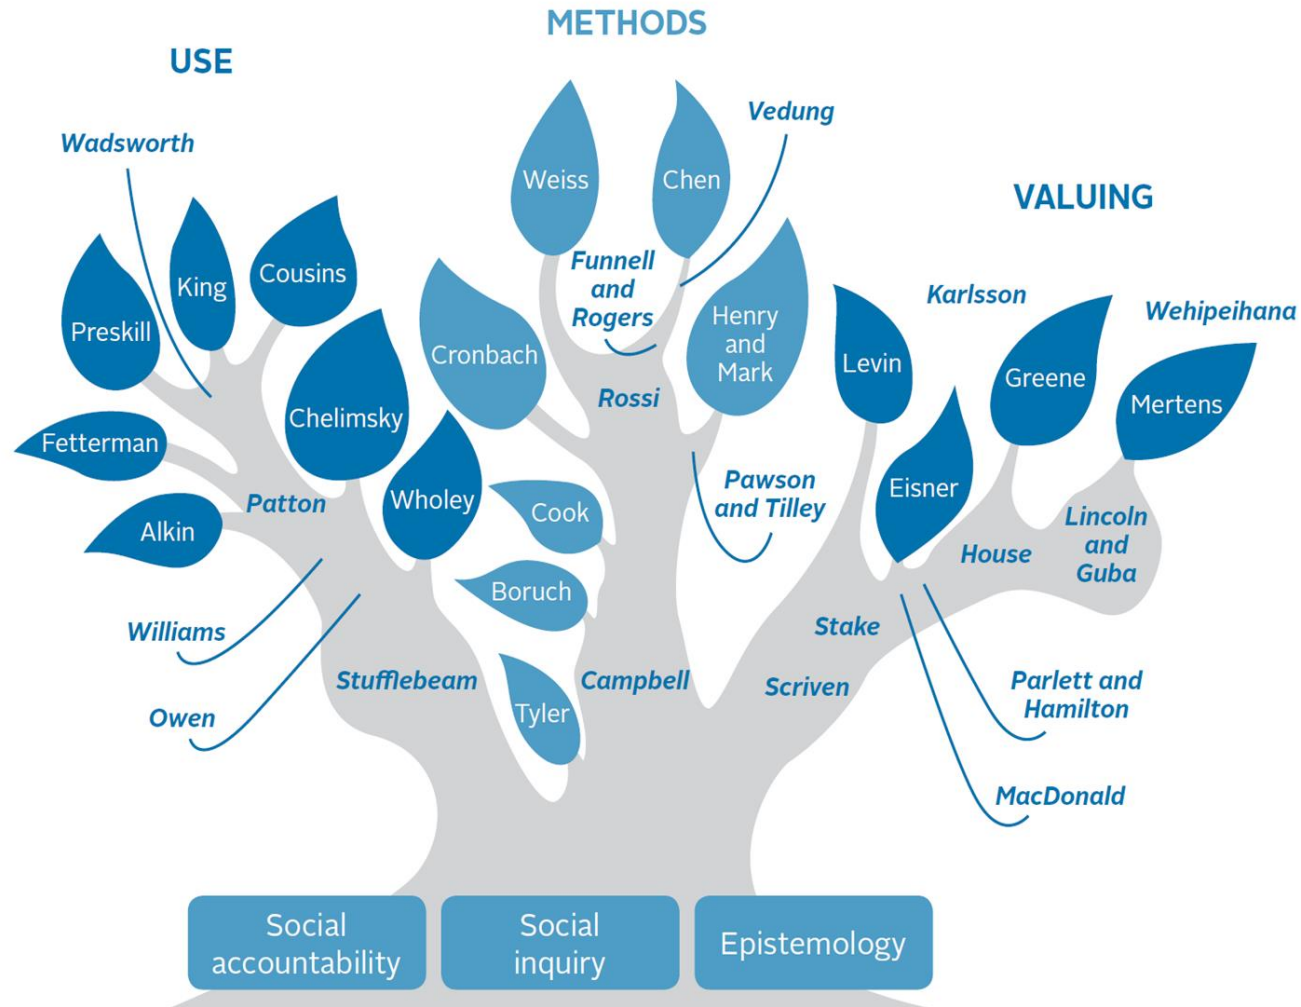 METHODS
USE
VALUING
Wadsworth
Vedung
Weiss
Chen
King
Cousins
Preskill
Funnell
and
Rogers
Cronbach
Henry
and
Mark
Karlsson
Wehipeihana
Levin
Greene
Mertens
Rossi
Chelimsky
Fetterman
Patton
Wholey
Alkin
Cook
Pawson
and Tilley
Eisner
Lincoln
and
Guba
House
Boruch
Williams
Stake
Stufflebeam
Campbell
Scriven
Parlett and
Hamilton
Owen
Tyler
MacDonald
Social
accountability
Social
inquiry
Epistemology